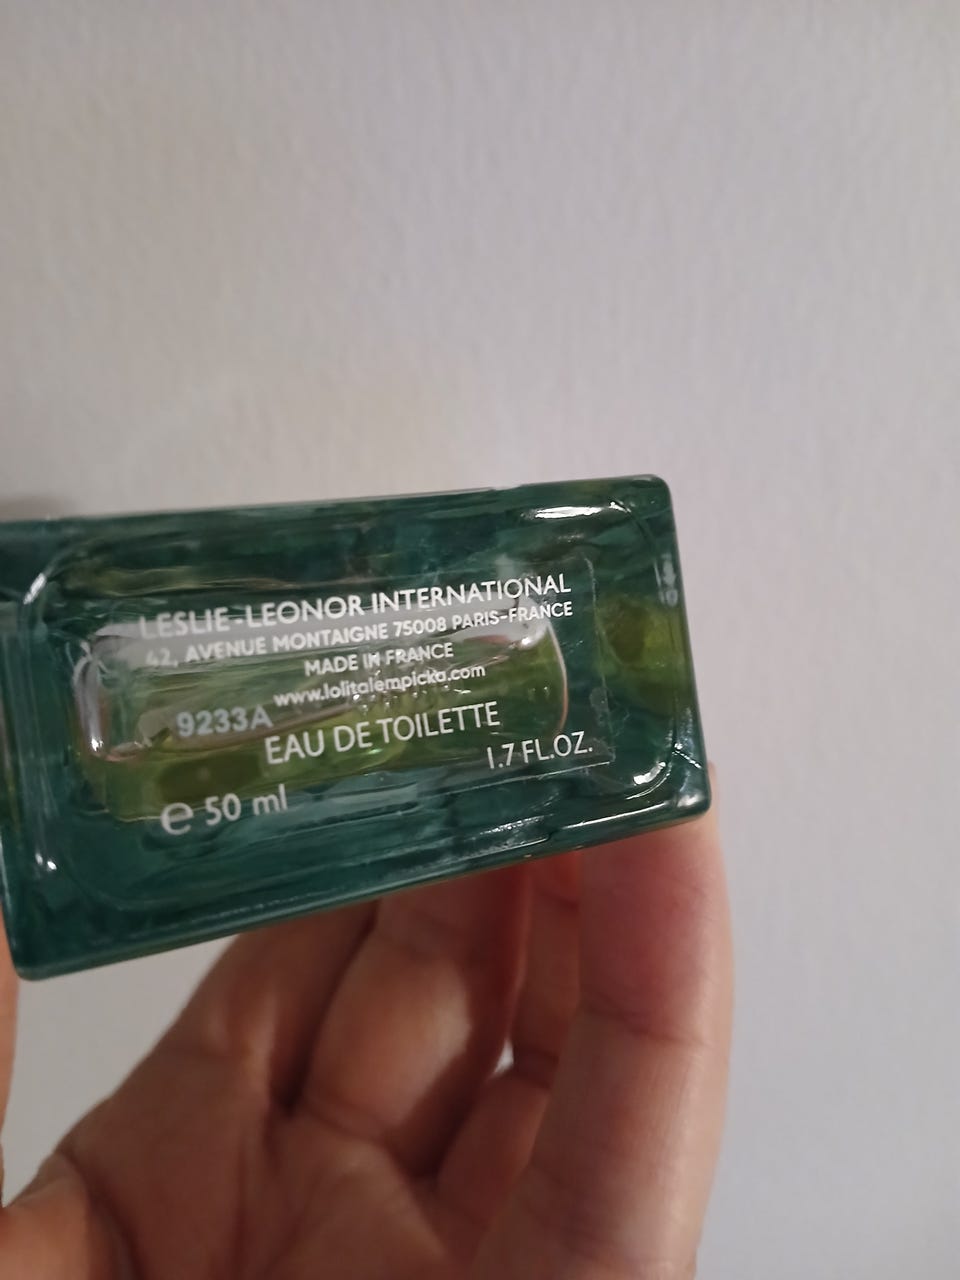 LESLIE-LEONOR INTERNATIONAL
42, AVENUE MONTAIGNE 75008 PARIS-FRANCE
MADE IN FRANCE
www.lolitalempicka.com
9233A
EAU DE TOILETTE
1.7 FL.OZ.
e 50 ml